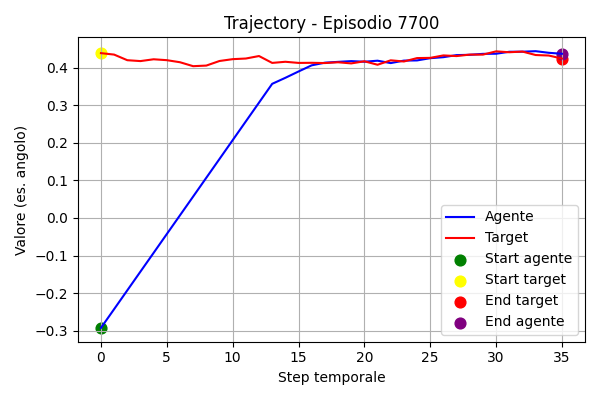 Trajectory - Episodio 7700
Valore (es. angolo)
0.4
0.3
0.2
0.1
0.0
−0.1
−0.2
−0.3
0 5 10 15 20 25 30 35
Step temporale
Agente
Target
Start agente
Start target
End target
End agente